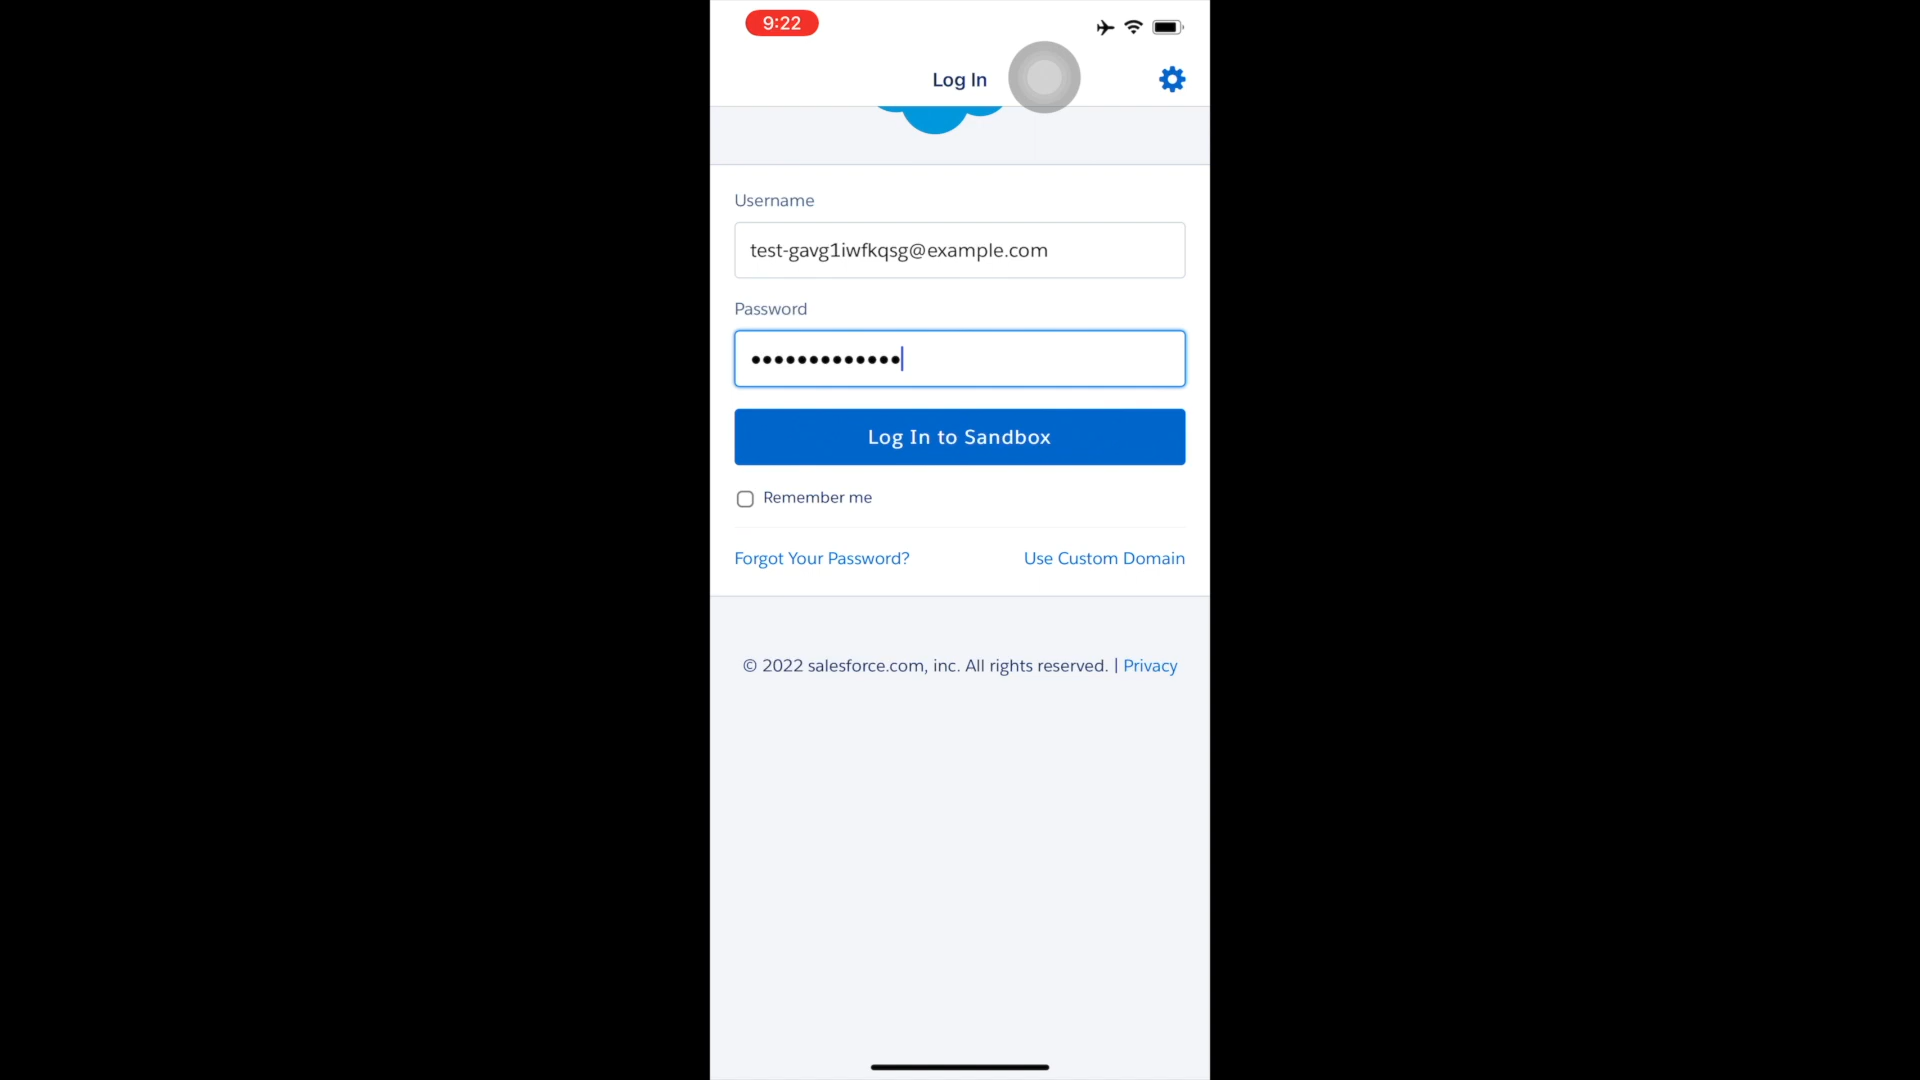 9:22
Log In
Username
test-gavg1iwfkqsg@example.com
Password
•••••••••••••
Log In to Sandbox
Remember me
Forgot Your Password? Use Custom Domain
© 2022 salesforce.com, inc. All rights reserved. | Privacy